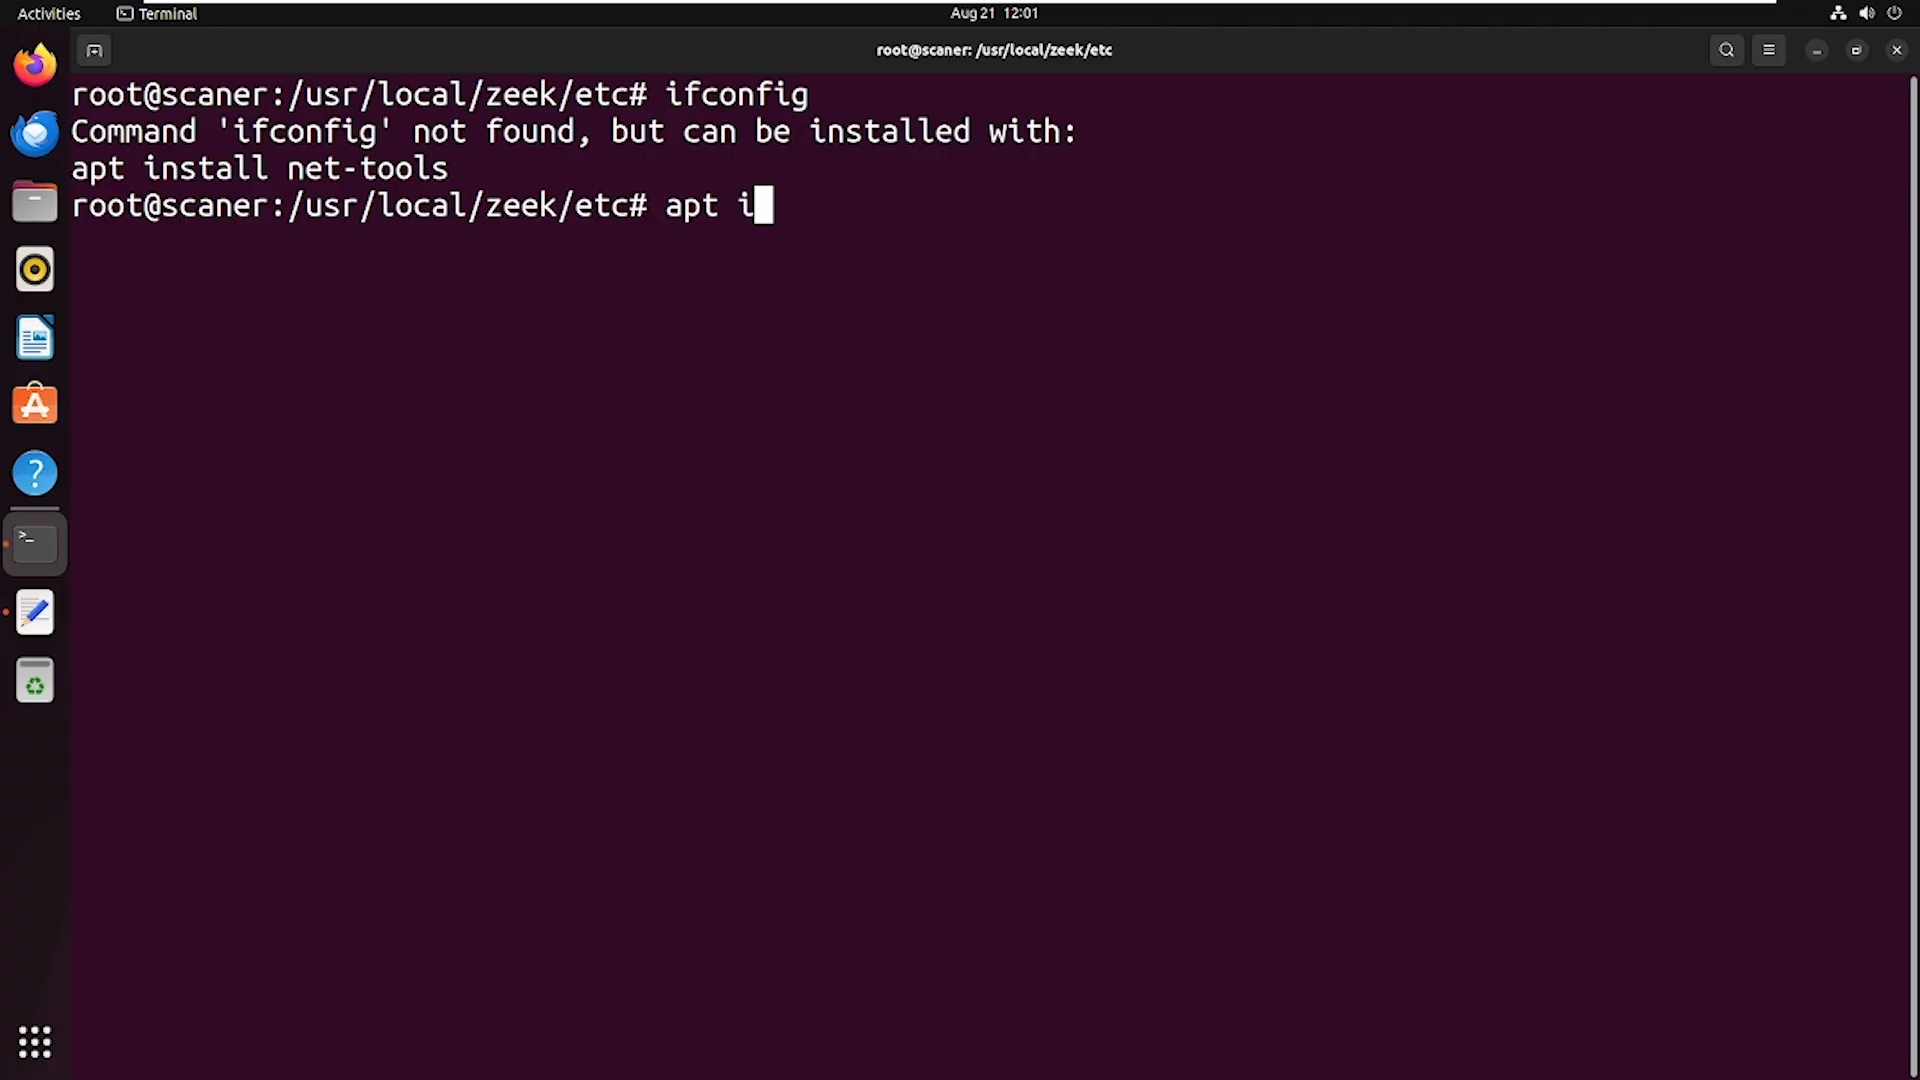 Activities Terminal Aug 21 12:01
root@scaner: /usr/local/zeek/etc
root@scaner:/usr/local/zeek/etc# ifconfig
Command 'ifconfig' not found, but can be installed with:
apt install net-tools
root@scaner:/usr/local/zeek/etc# apt i